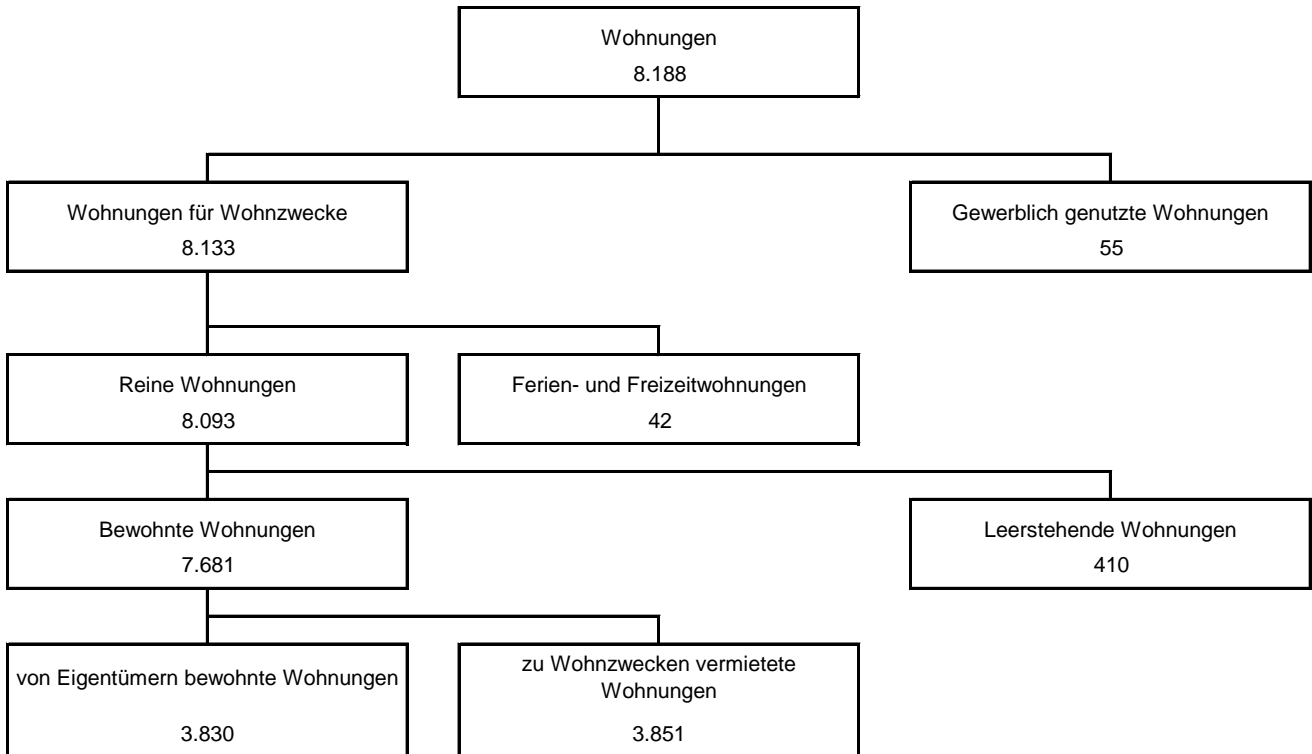 Wohnungen
8.188
Wohnungen für Wohnzwecke
8.133
Gewerblich genutzte Wohnungen
55
Reine Wohnungen
8.093
Ferien- und Freizeitwohnungen
42
Bewohnte Wohnungen
7.681
Leerstehende Wohnungen
410
von Eigentümern bewohnte Wohnungen
3.830
zu Wohnzwecken vermietete
Wohnungen
3.851